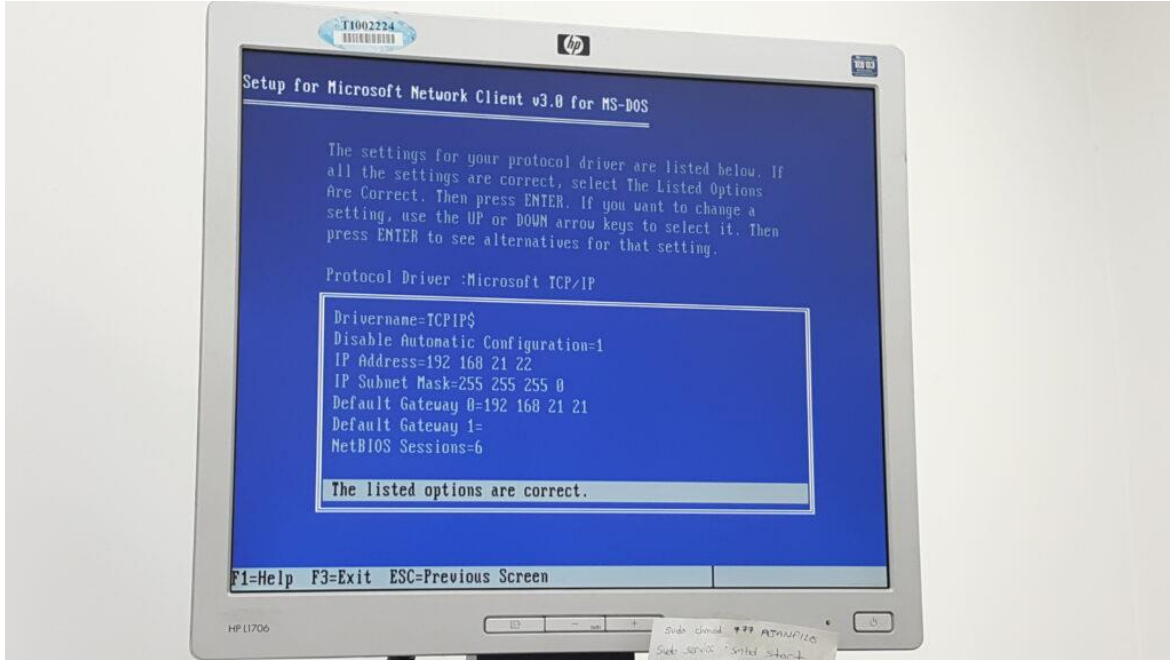 T1002224
hp
Setup for Microsoft Network Client v3.0 for MS-DOS
The settings for your protocol driver are listed below. If
all the settings are correct, select The Listed Options
Are Correct. Then press ENTER. If you want to change a
setting, use the UP or DOWN arrow keys to select it. Then
press ENTER to see alternatives for that setting.
Protocol Driver :Microsoft TCP/IP
Drivername=TCPIP$
Disable Automatic Configuration=1
IP Address=192 168 21 22
IP Subnet Mask=255 255 255 0
Default Gateway 0=192 168 21 21
Default Gateway 1=
NetBIOS Sessions=6
The listed options are correct.
F1=Help F3=Exit ESC=Previous Screen
HP L1706
sudo chmod 777
sudo service smbd start